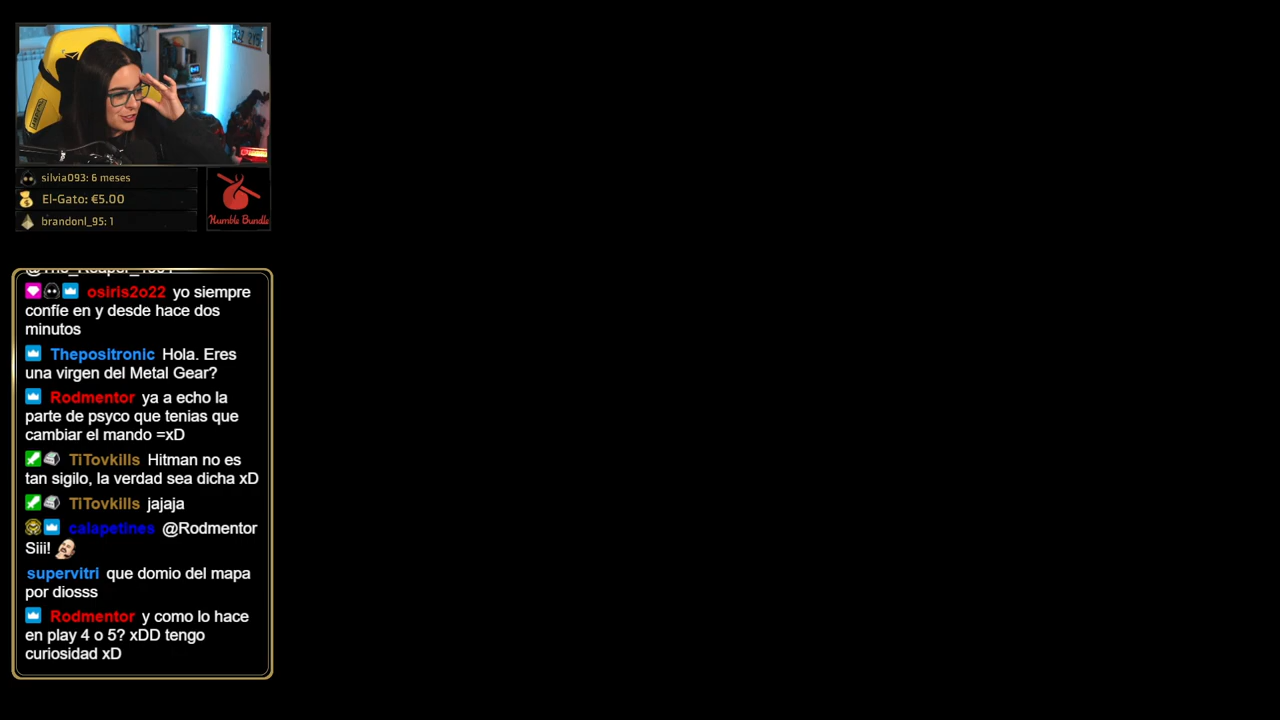 silvia093: 6 meses
El-Gato: €5.00
brandonl_95: 1
Humble Bundle
osiris2o22 yo siempre
confíe en y desde hace dos
minutos
Thepositronic Hola. Eres
una virgen del Metal Gear?
Rodmentor ya a echo la
parte de psyco que tenias que
cambiar el mando =xD
TiTovkills Hitman no es
tan sigilo, la verdad sea dicha xD
TiTovkills jajaja
calapetines @Rodmentor
Siii!
supervitri que domio del mapa
por diosss
Rodmentor y como lo hace
en play 4 o 5? xDD tengo
curiosidad xD